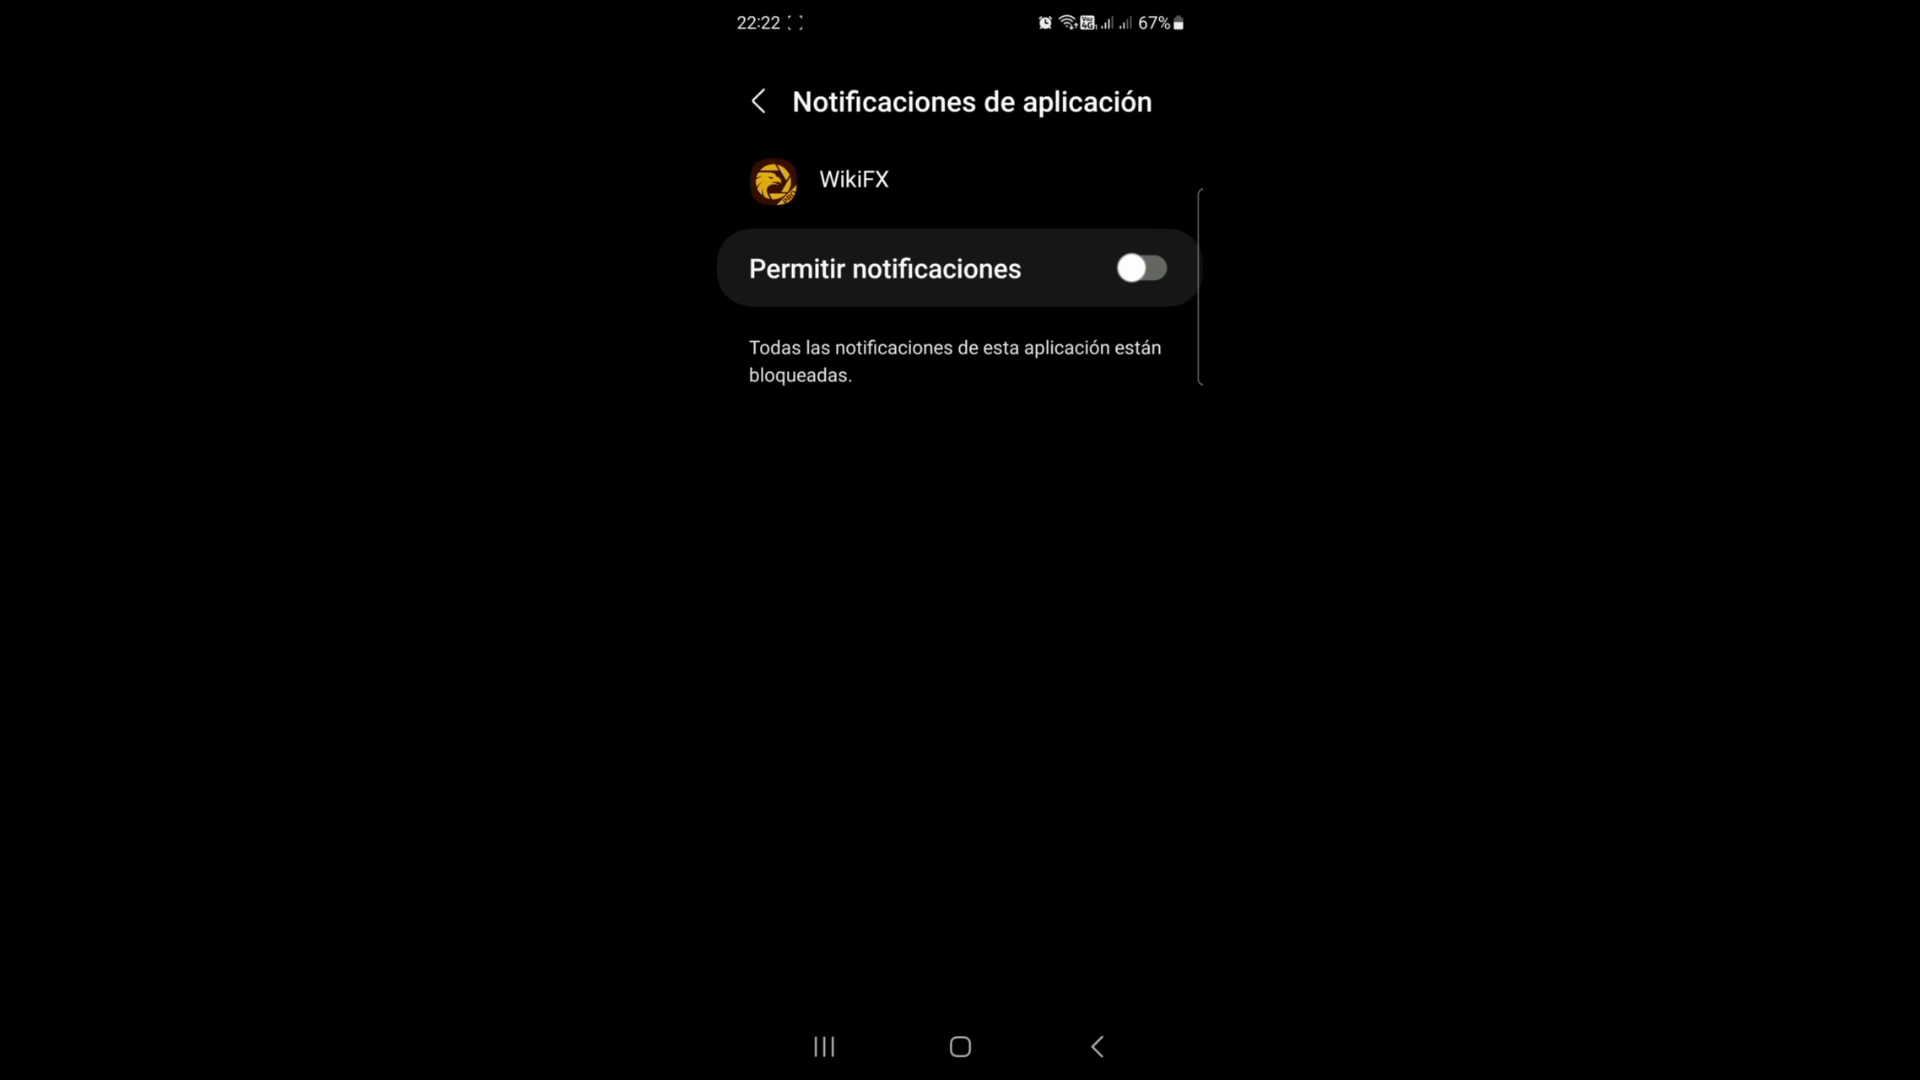 22:22 67%
Notificaciones de aplicación
WikiFX
Permitir notificaciones
Todas las notificaciones de esta aplicación están
bloqueadas.